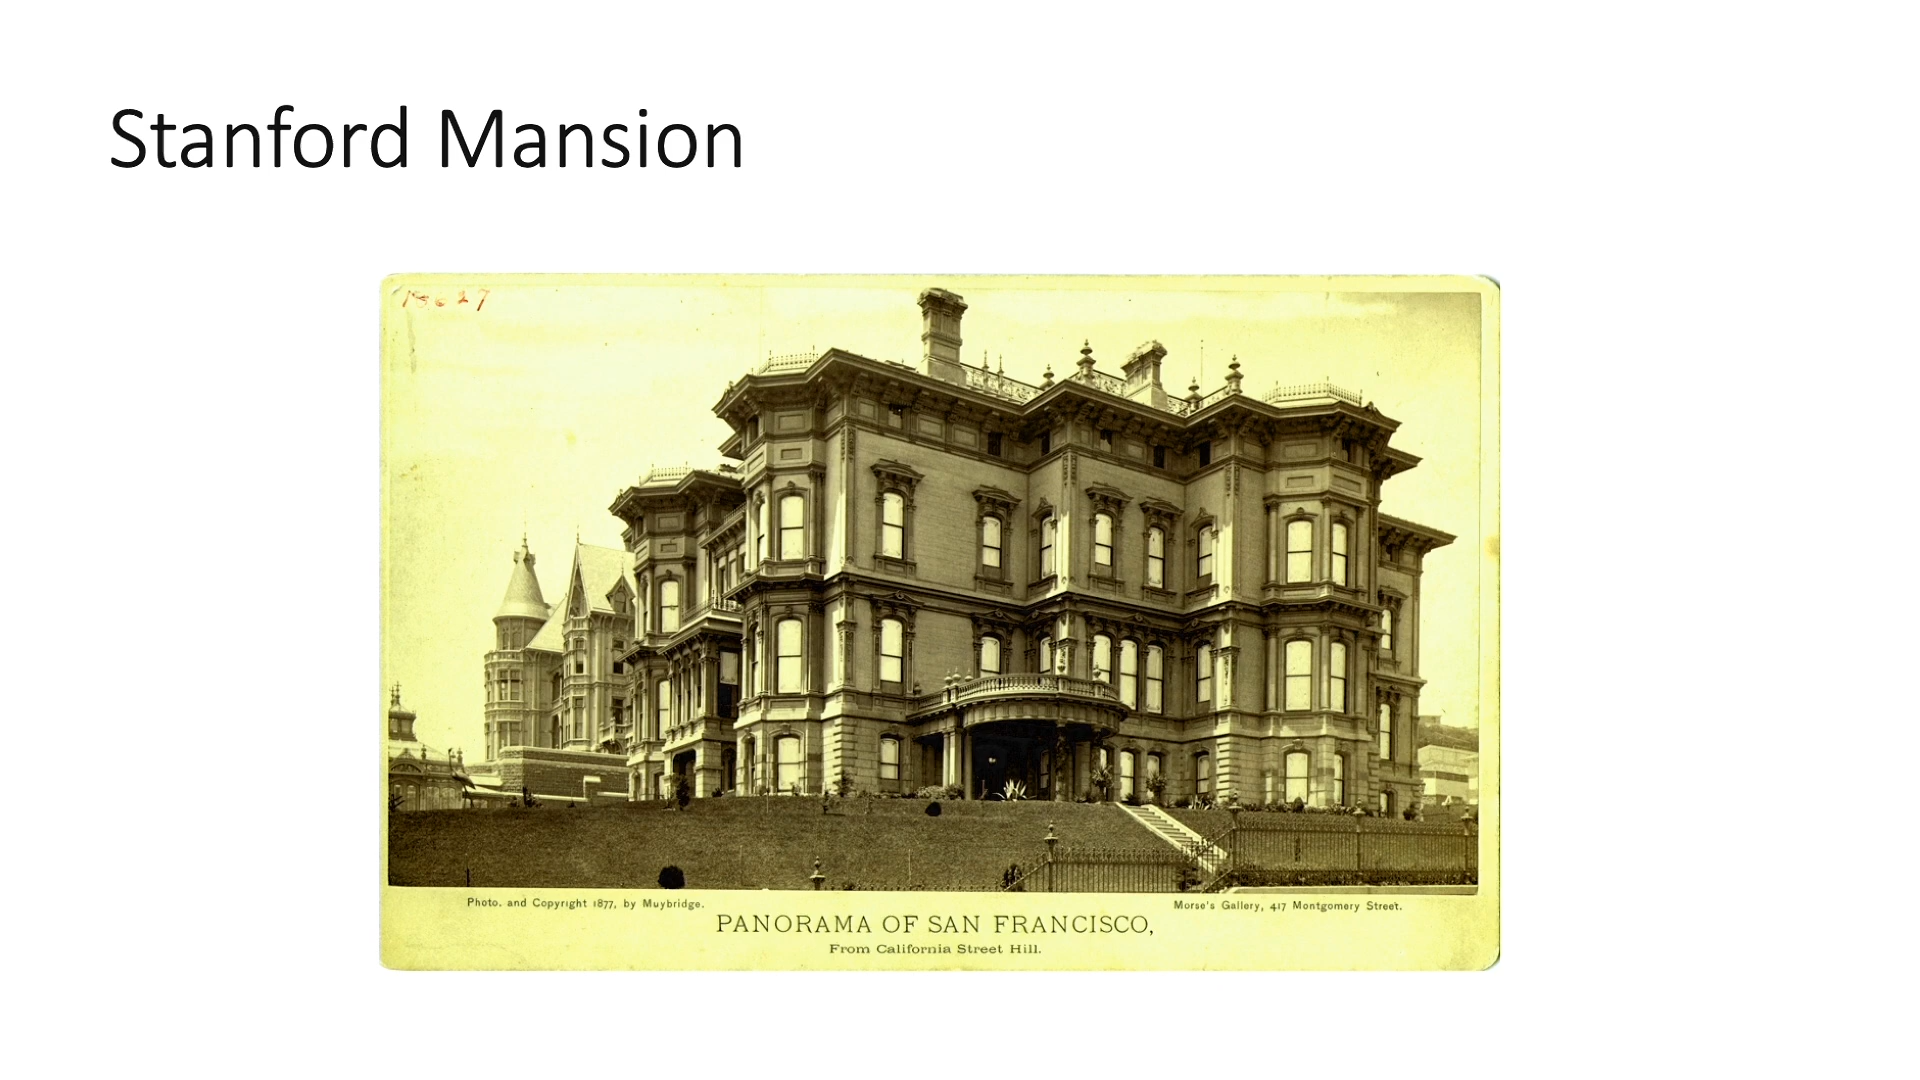 Stanford Mansion
15627
Photo. and Copyright 1877, by Muybridge.
Morse's Gallery, 417 Montgomery Street.
PANORAMA OF SAN FRANCISCO,
From California Street Hill.